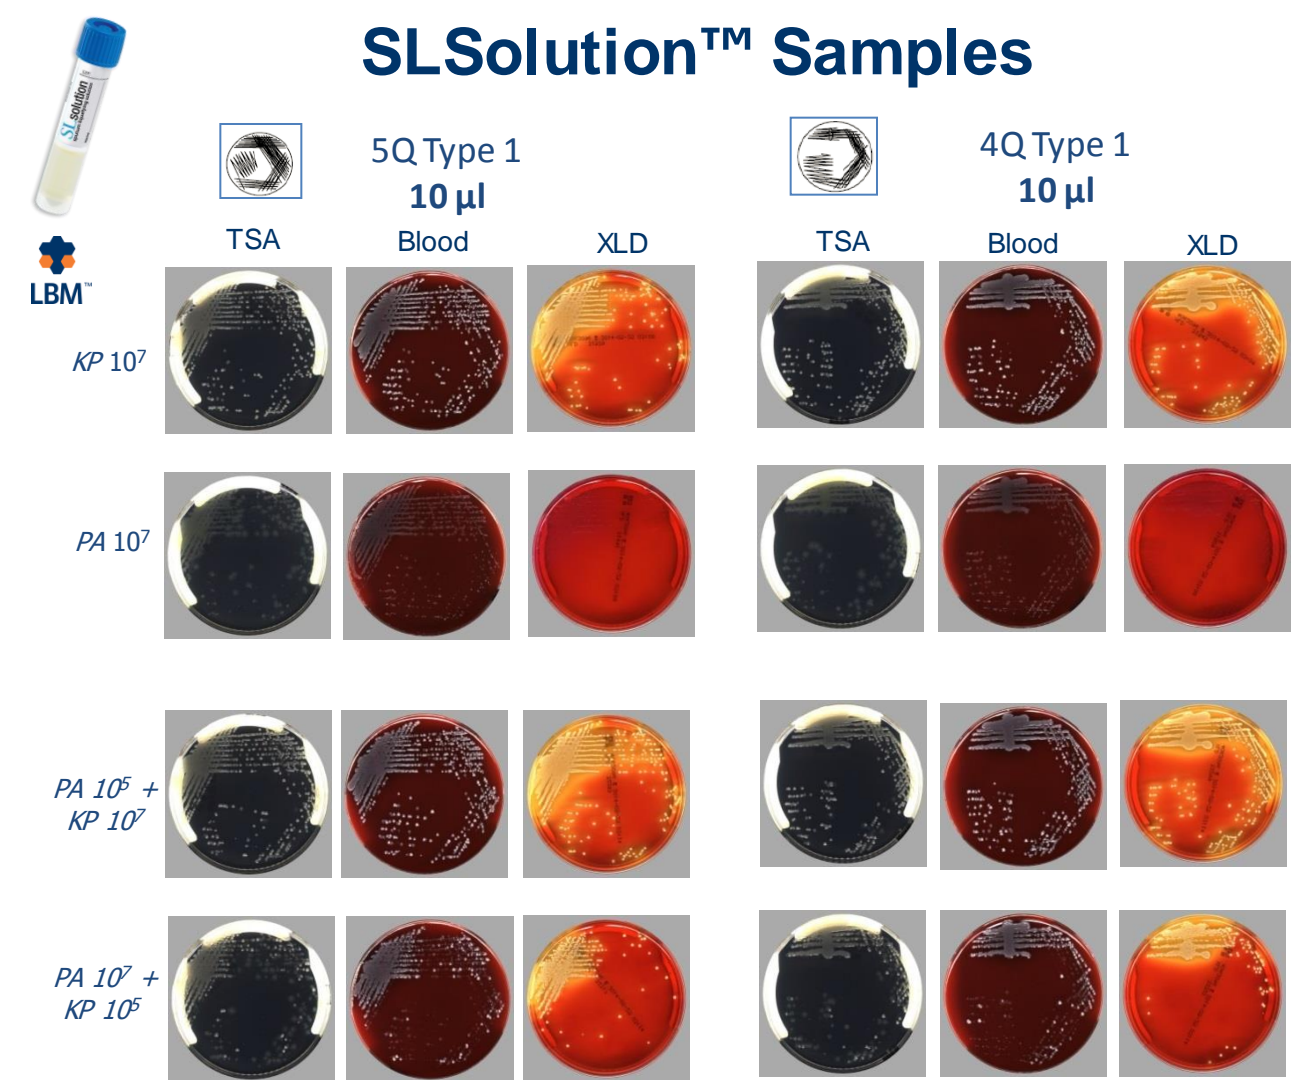 SLSolution™ Samples
SLsolution
5Q Type 1
10 µl
4Q Type 1
10 µl
TSA
Blood
XLD
TSA
Blood
XLD
LBM™
KP 10⁷
PA 10⁷
PA 10⁵ +
KP 10⁷
PA 10⁷ +
KP 10⁵